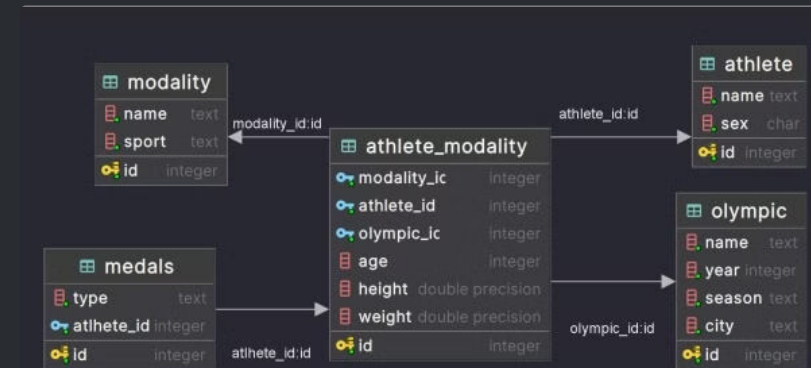 modality
name text
sport text
id integer
modality_id:id
athlete_modality
modality_ic integer
athlete_id integer
olympic_ic integer
age integer
height double precision
weight double precision
id integer
athlete_id:id
athlete
name text
sex char
id integer
olympic
name text
year integer
season text
city text
id integer
olympic_id:id
medals
type text
atlhete_id integer
id integer
atlhete_id:id